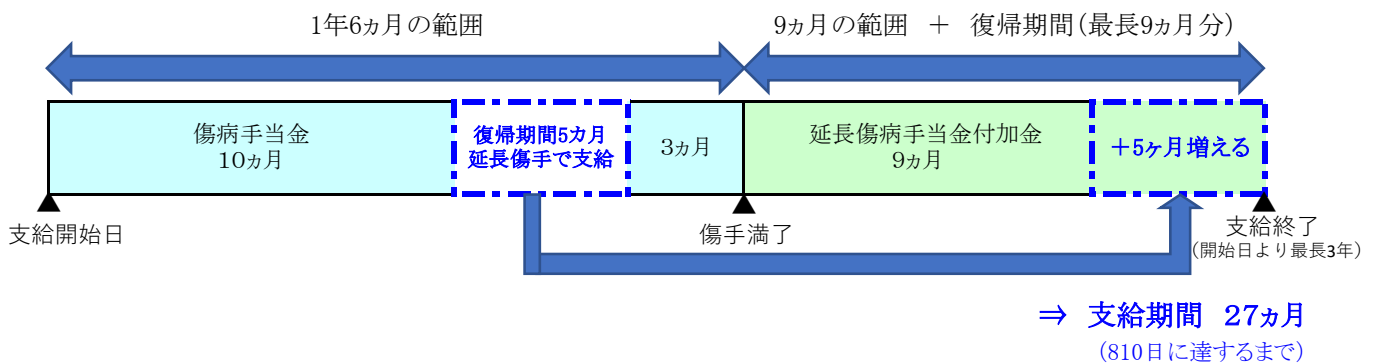 1年6ヵ月の範囲
9ヵ月の範囲 ＋ 復帰期間(最長9ヵ月分)
傷病手当金
10ヵ月
復帰期間5カ月
延長傷手で支給
3ヵ月
延長傷病手当金付加金
9ヵ月
＋5ヶ月増える
支給開始日
傷手満了
支給終了
(開始日より最長3年)
⇒ 支給期間 27ヵ月
(810日に達するまで)